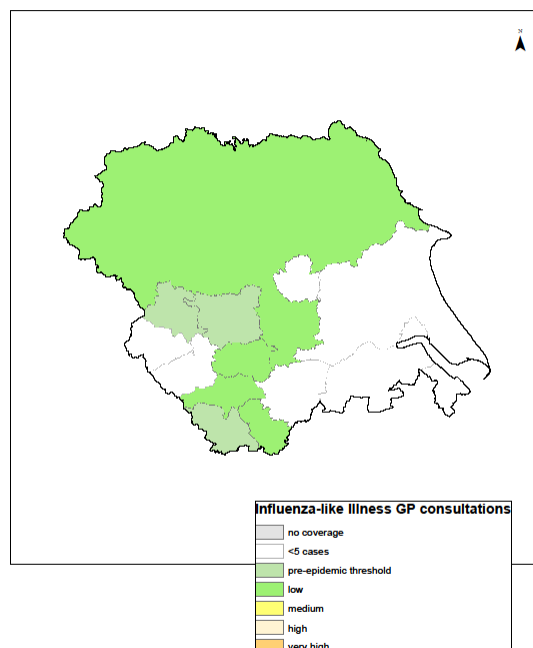 N
Influenza-like Illness GP consultations
no coverage
<5 cases
pre-epidemic threshold
low
medium
high
very high